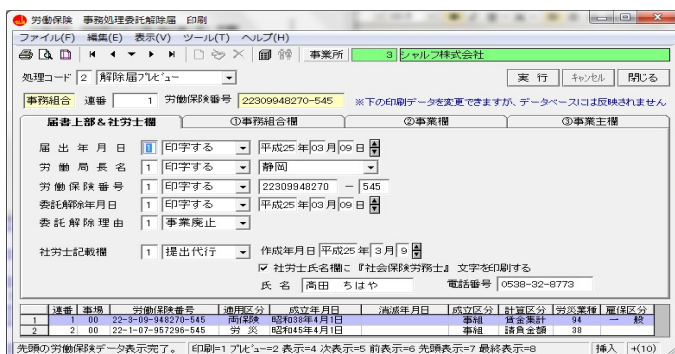 労働保険 事務処理委託解除届 印刷
ファイル(F) 編集(E) 表示(V) ツール(T) ヘルプ(H)
事業所 3 シャルフ株式会社
処理コード 2 解除届プレビュー 実行 キャンセル 閉じる
事務組合 連番 1 労働保険番号 22309948270-545 ※下の印刷データを変更できますが、データベースには反映されません
届書上部&社労士欄 ①事務組合欄 ②事業欄 ③事業主欄
届出年月日 1 印字する 平成25年03月09日
労働局長名 1 印字する 静岡
労働保険番号 1 印字する 22309948270 - 545
委託解除年月日 1 印字する 平成25年03月09日
委託解除理由 1 事業廃止
社労士記載欄 1 提出代行 作成年月日 平成25年3月9
社労士氏名欄に『社会保険労務士』文字を印刷する
氏名 高田 ちはや 電話番号 0538-32-8773
連番 事場 労働保険番号 適用区分 成立年月日 消滅年月日 成立区分 計算区分 労災業種 雇保区分
1 1 00 22-3-09-948270-545 両保険 昭和38年4月1日 事組 賃金集計 94 一般
2 2 00 22-1-07-957296-545 労災 昭和45年4月1日 事組 請負金額 38
先頭の労働保険データ表示完了。 印刷=1 プレビュー=2 表示=4 次表示=5 前表示=6 先頭表示=7 最終表示=8 挿入 +(10)